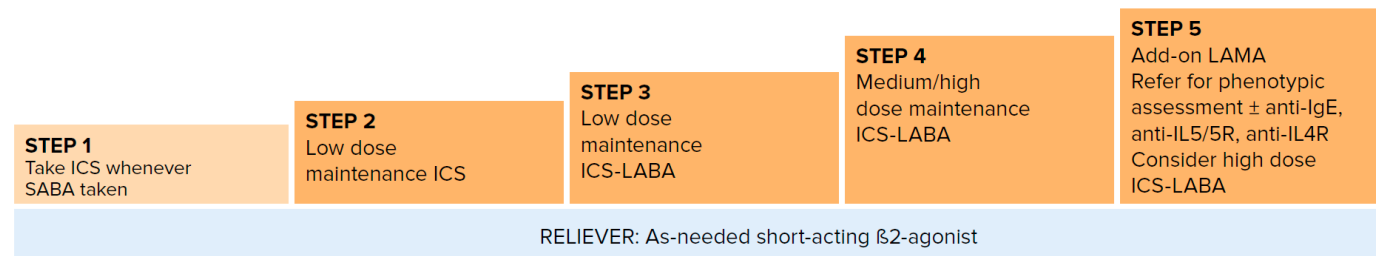 STEP 1
Take ICS whenever
SABA taken
STEP 2
Low dose
maintenance ICS
STEP 3
Low dose
maintenance
ICS-LABA
STEP 4
Medium/high
dose maintenance
ICS-LABA
STEP 5
Add-on LAMA
Refer for phenotypic
assessment ± anti-IgE,
anti-IL5/5R, anti-IL4R
Consider high dose
ICS-LABA
RELIEVER: As-needed short-acting ß2-agonist